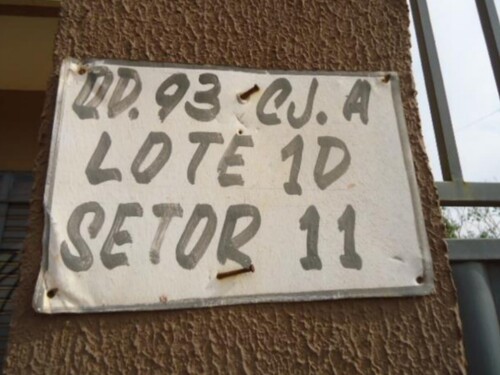 QD. 93 CJ. A
LOTE 1D
SETOR 11